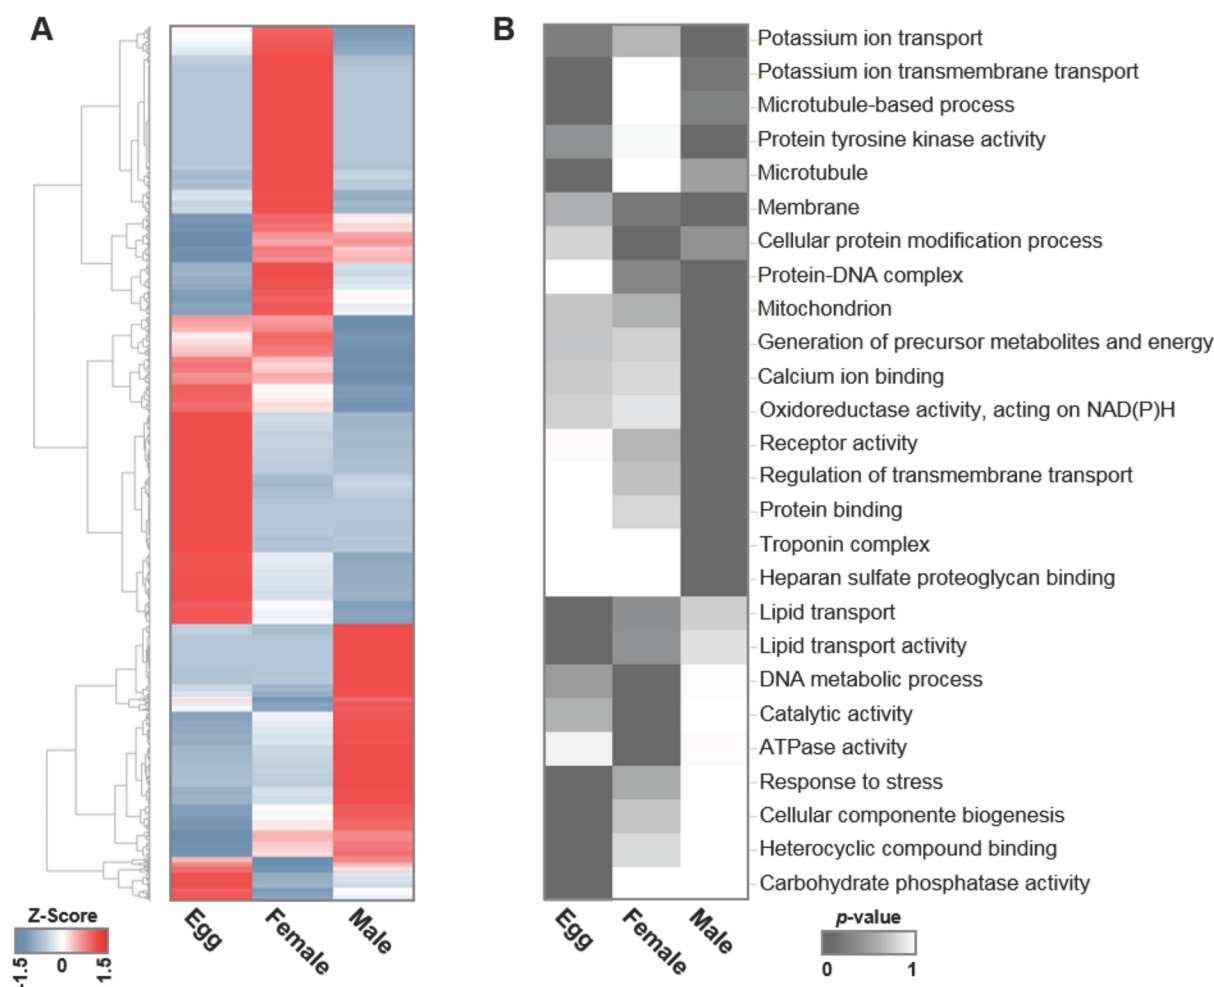 A
B
Potassium ion transport
Potassium ion transmembrane transport
Microtubule-based process
Protein tyrosine kinase activity
Microtubule
Membrane
Cellular protein modification process
Protein-DNA complex
Mitochondrion
Generation of precursor metabolites and energy
Calcium ion binding
Oxidoreductase activity, acting on NAD(P)H
Receptor activity
Regulation of transmembrane transport
Protein binding
Troponin complex
Heparan sulfate proteoglycan binding
Lipid transport
Lipid transport activity
DNA metabolic process
Catalytic activity
ATPase activity
Response to stress
Cellular componente biogenesis
Heterocyclic compound binding
Carbohydrate phosphatase activity
Egg
Female
Male
Egg
Female
Male
Z-Score
-1.5
0
1.5
p-value
0
1